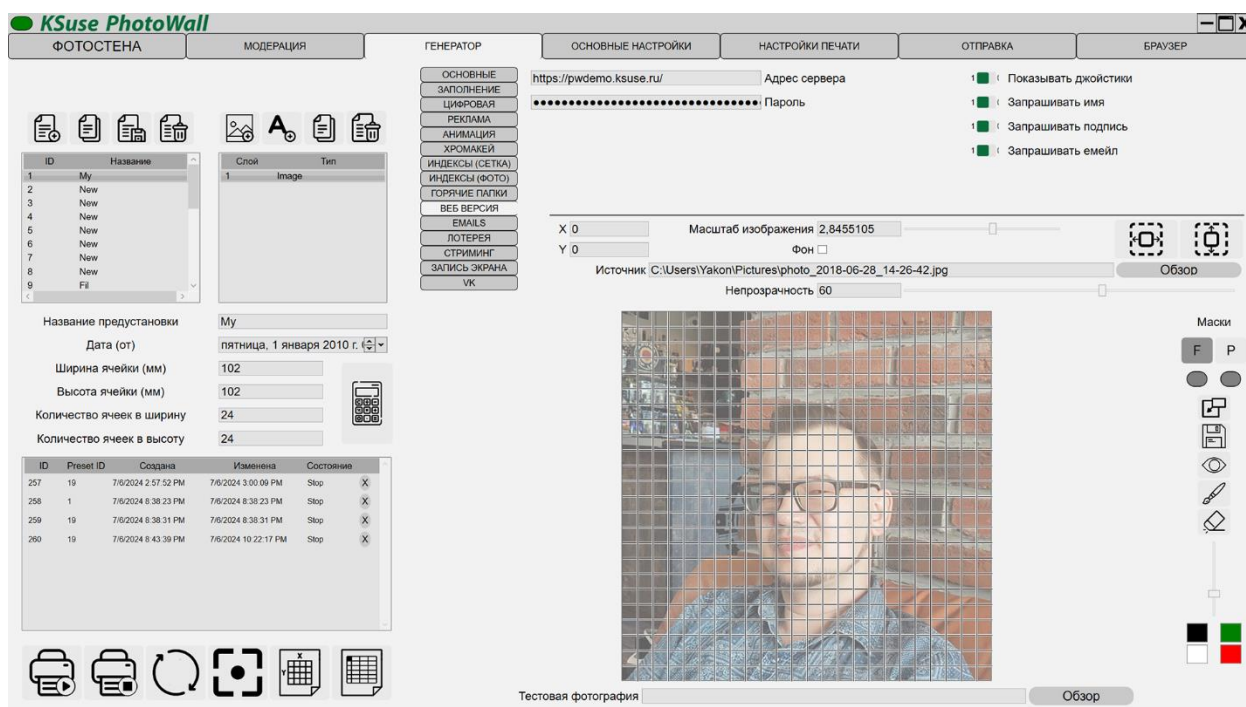 KSuse PhotoWall
ФОТОСТЕНА МОДЕРАЦИЯ ГЕНЕРАТОР ОСНОВНЫЕ НАСТРОЙКИ НАСТРОЙКИ ПЕЧАТИ ОТПРАВКА БРАУЗЕР
ID Название
1 My
2 New
3 New
4 New
5 New
6 New
7 New
8 New
9 Fil
Слой Тип
1 Image
Название предустановки My
Дата (от) пятница, 1 января 2010 г.
Ширина ячейки (мм) 102
Высота ячейки (мм) 102
Количество ячеек в ширину 24
Количество ячеек в высоту 24
ID Preset ID Создана Изменена Состояние
257 19 7/6/2024 2:57:52 PM 7/6/2024 3:00:09 PM Stop X
258 1 7/6/2024 8:38:23 PM 7/6/2024 8:38:23 PM Stop X
259 19 7/6/2024 8:38:31 PM 7/6/2024 8:38:31 PM Stop X
260 19 7/6/2024 8:43:39 PM 7/6/2024 10:22:17 PM Stop X
ОСНОВНЫЕ
ЗАПОЛНЕНИЕ
ЦИФРОВАЯ
РЕКЛАМА
АНИМАЦИЯ
ХРОМАКЕЙ
ИНДЕКСЫ (СЕТКА)
ИНДЕКСЫ (ФОТО)
ГОРЯЧИЕ ПАПКИ
ВЕБ ВЕРСИЯ
EMAILS
ЛОТЕРЕЯ
СТРИМИНГ
ЗАПИСЬ ЭКРАНА
VK
https://pwdemo.ksuse.ru/ Адрес сервера
Пароль
Показывать джойстики
Запрашивать имя
Запрашивать подпись
Запрашивать емейл
X 0 Масштаб изображения 2,8455105
Y 0 Фон
Источник C:\Users\Yakon\Pictures\photo_2018-06-28_14-26-42.jpg Обзор
Непрозрачность 60
Маски
F P
Тестовая фотография Обзор